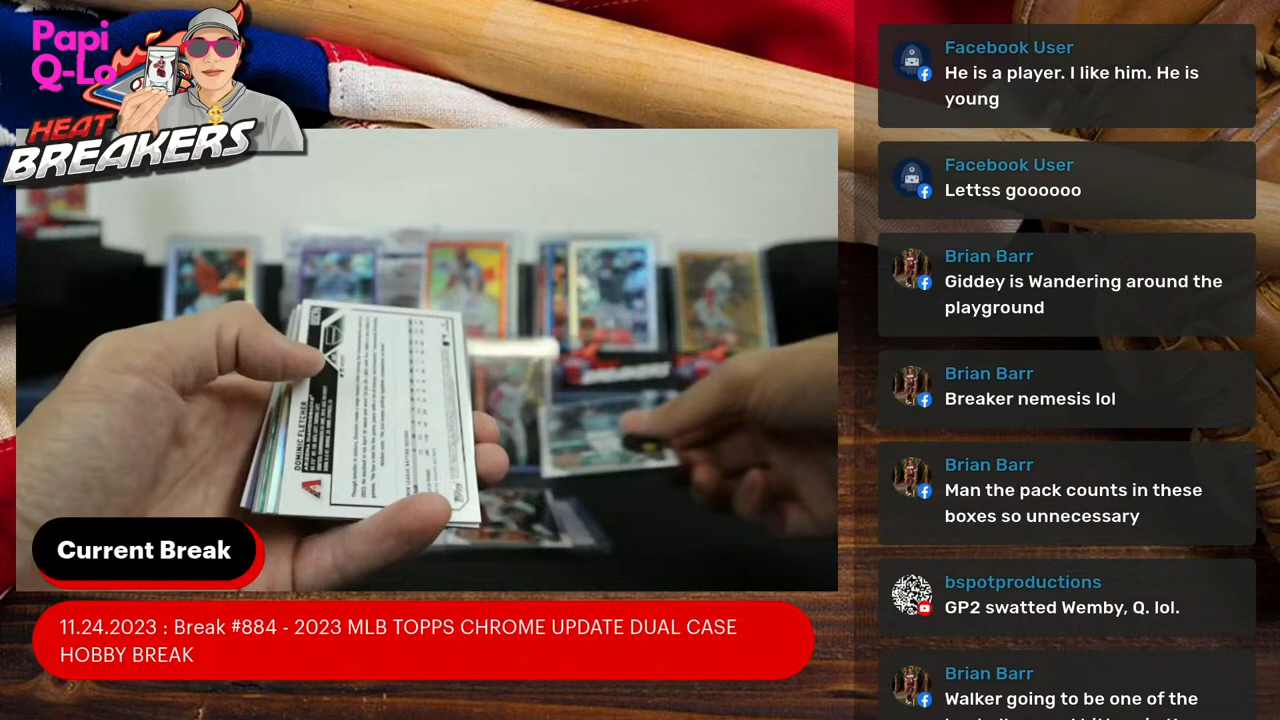 Papi
Q-Lo
HEAT
BREAKERS
DOMINIC FLETCHER
BREAKERS
Current Break
11.24.2023 : Break #884 - 2023 MLB TOPPS CHROME UPDATE DUAL CASE
HOBBY BREAK
Facebook User
He is a player. I like him. He is
young
Facebook User
Lettss goooooo
Brian Barr
Giddey is Wandering around the
playground
Brian Barr
Breaker nemesis lol
Brian Barr
Man the pack counts in these
boxes so unnecessary
bspotproductions
GP2 swatted Wemby, Q. lol.
Brian Barr
Walker going to be one of the